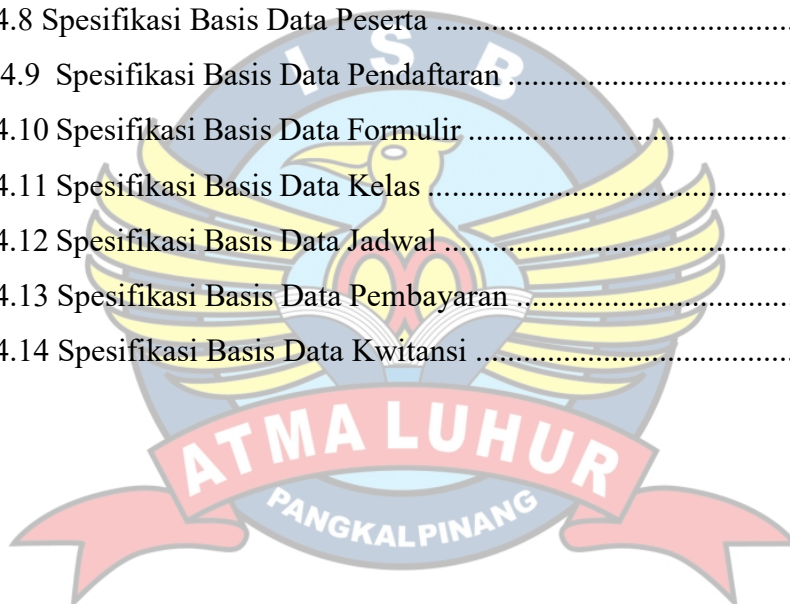 4.8 Spesifikasi Basis Data Peserta ..........................................
4.9 Spesifikasi Basis Data Pendaftaran .................................
4.10 Spesifikasi Basis Data Formulir ......................................
4.11 Spesifikasi Basis Data Kelas ...........................................
4.12 Spesifikasi Basis Data Jadwal .........................................
4.13 Spesifikasi Basis Data Pembayaran ................................
4.14 Spesifikasi Basis Data Kwitansi ......................................
I S B
ATMA LUHUR
PANGKALPINANG